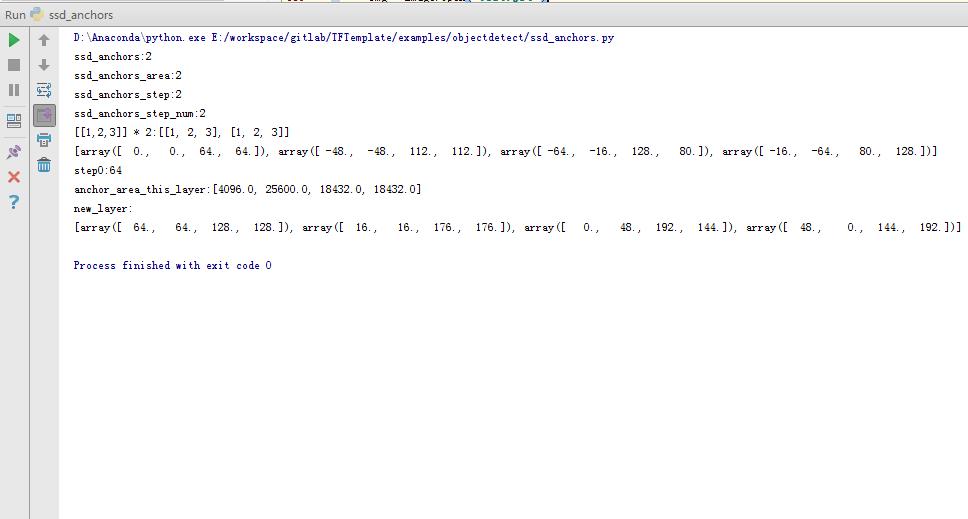 Run ssd_anchors
D:\Anaconda\python.exe E:/workspace/gitlab/TFTemplate/examples/objectdetect/ssd_anchors.py
ssd_anchors:2
ssd_anchors_area:2
ssd_anchors_step:2
ssd_anchors_step_num:2
[[1,2,3]] * 2:[[1, 2, 3], [1, 2, 3]]
[array([  0.,   0.,  64.,  64.]), array([ -48.,  -48.,  112.,  112.]), array([ -64.,  -16.,  128.,   80.]), array([ -16.,  -64.,   80.,  128.])]
step0:64
anchor_area_this_layer:[4096.0, 25600.0, 18432.0, 18432.0]
new_layer:
[array([  64.,   64.,  128.,  128.]), array([  16.,   16.,  176.,  176.]), array([   0.,   48.,  192.,  144.]), array([  48.,    0.,  144.,  192.])]
Process finished with exit code 0